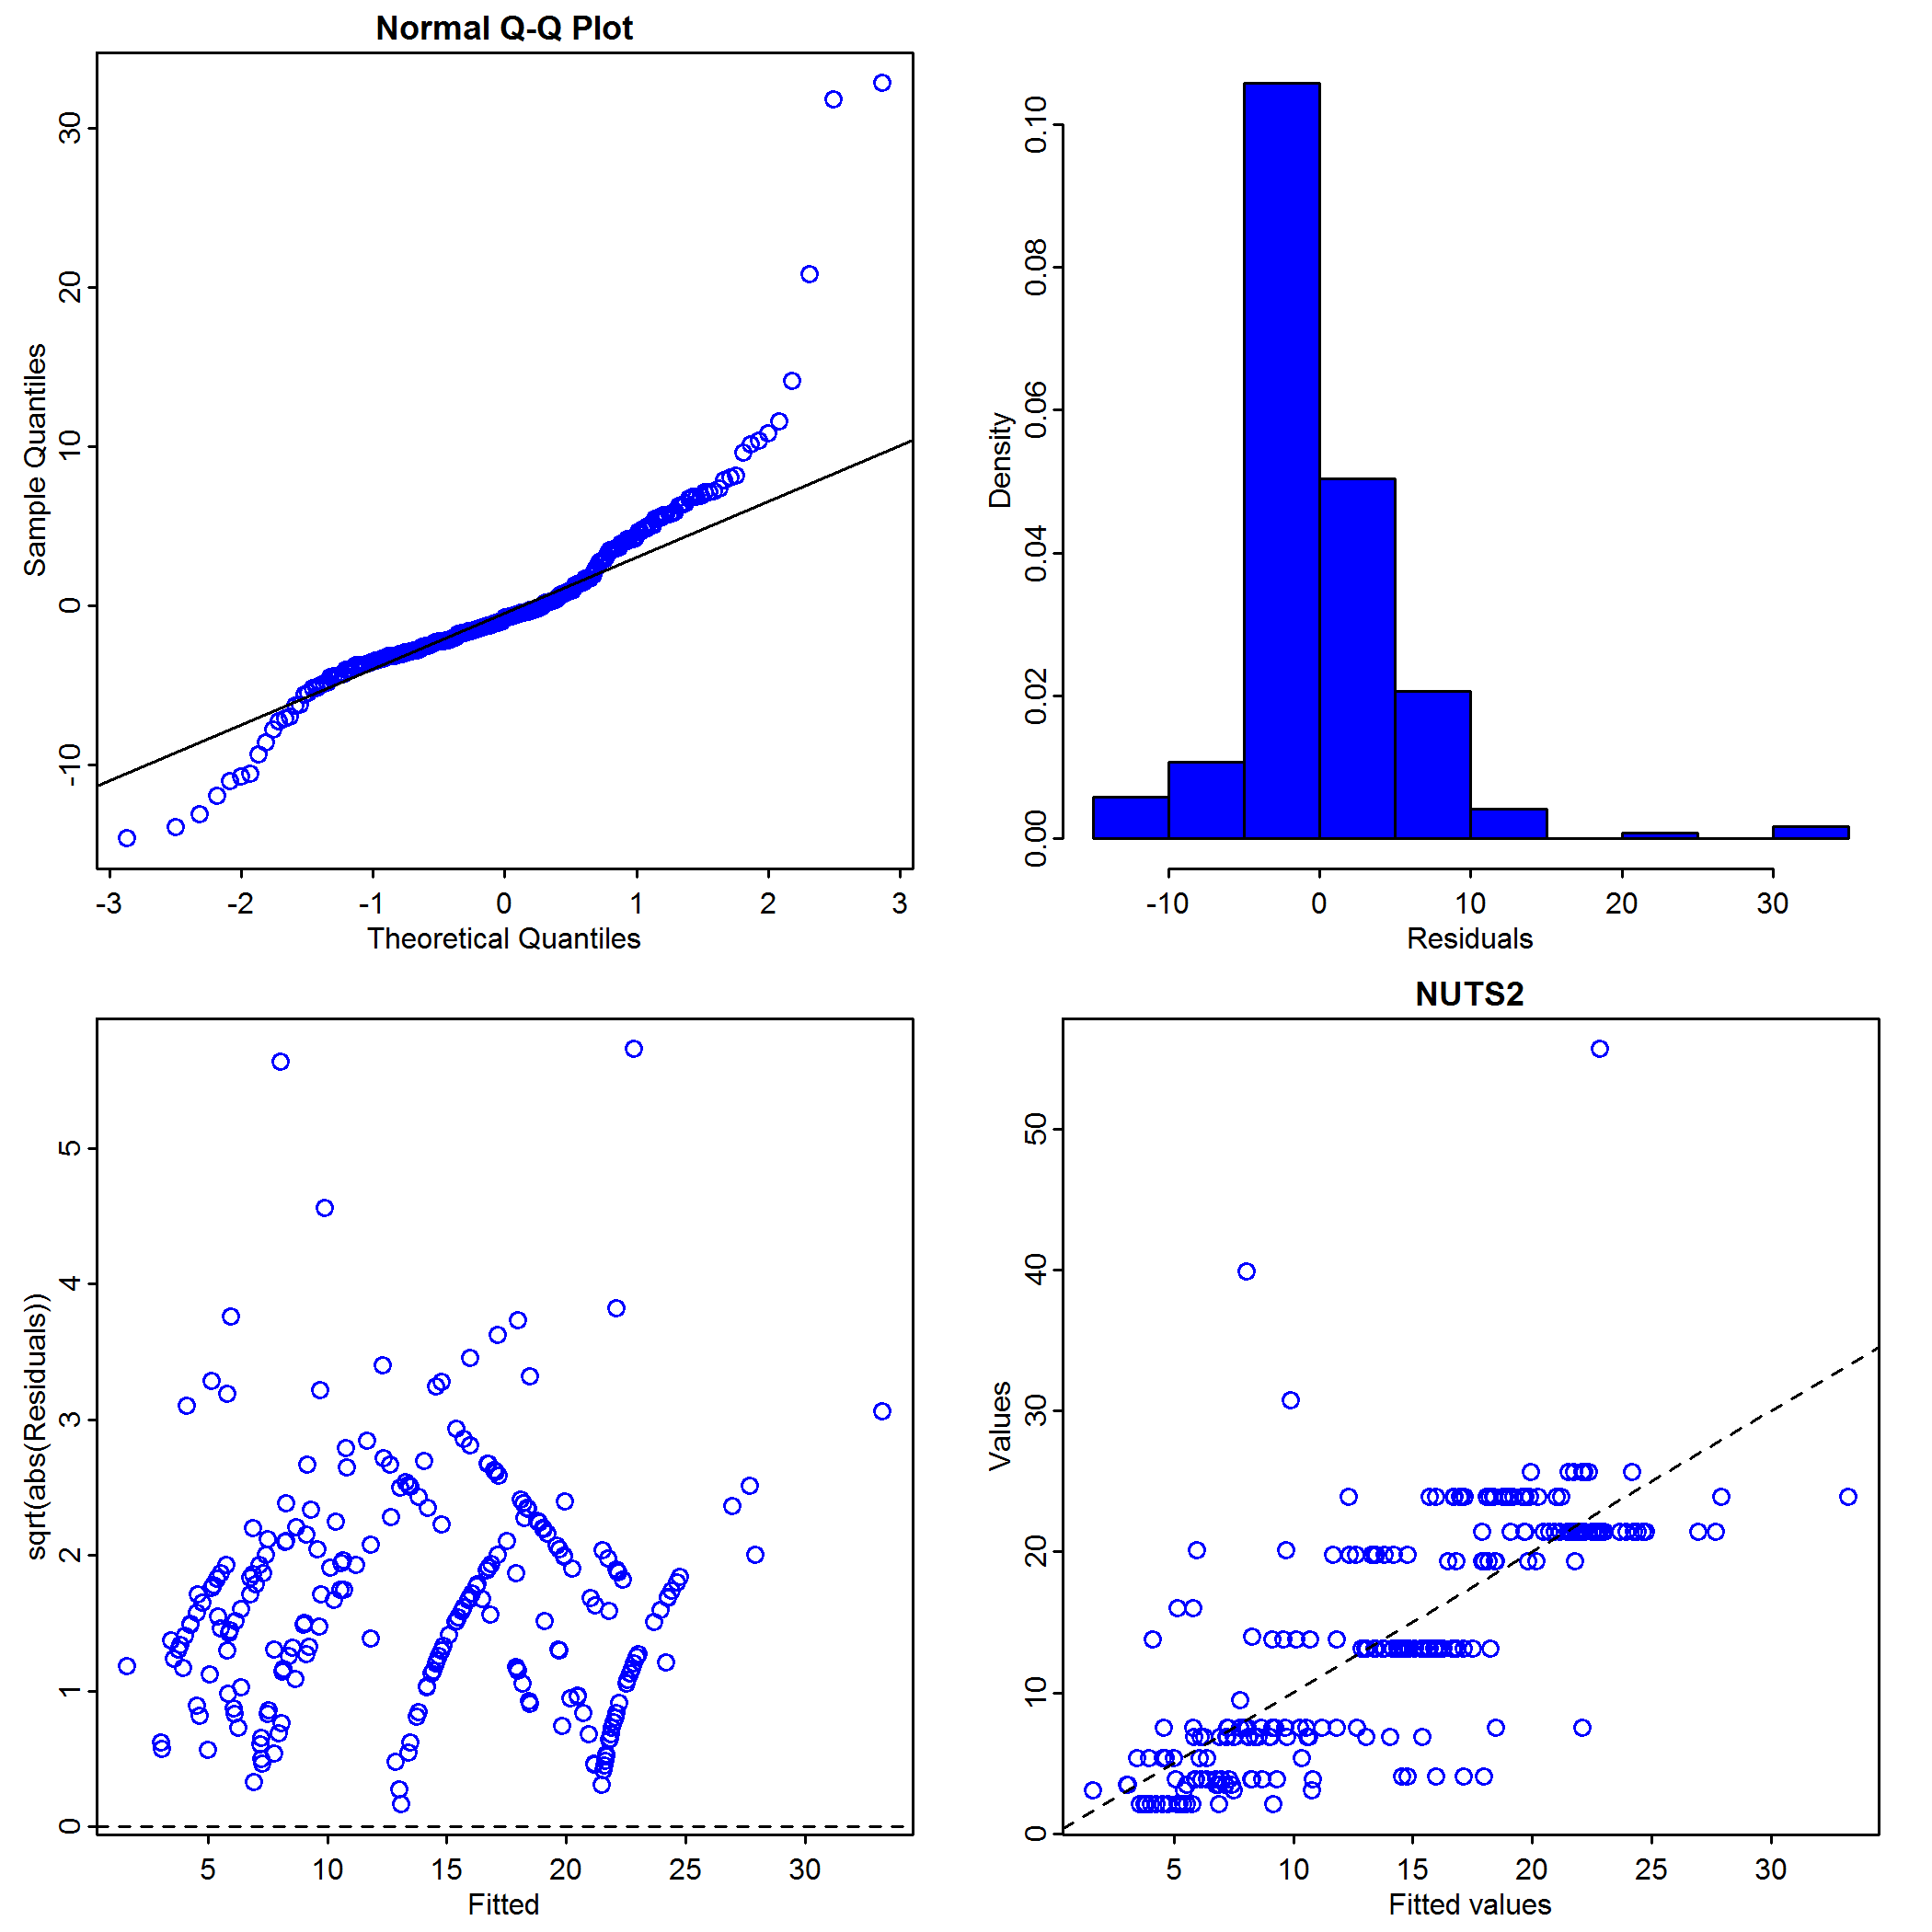 Normal Q-Q Plot
Sample Quantiles
-10 0 10 20 30
-3 -2 -1 0 1 2 3
Theoretical Quantiles
Density
0.00 0.02 0.04 0.06 0.08 0.10
-10 0 10 20 30
Residuals
sqrt(abs(Residuals))
0 1 2 3 4 5
5 10 15 20 25 30
Fitted
NUTS2
Values
0 10 20 30 40 50
5 10 15 20 25 30
Fitted values